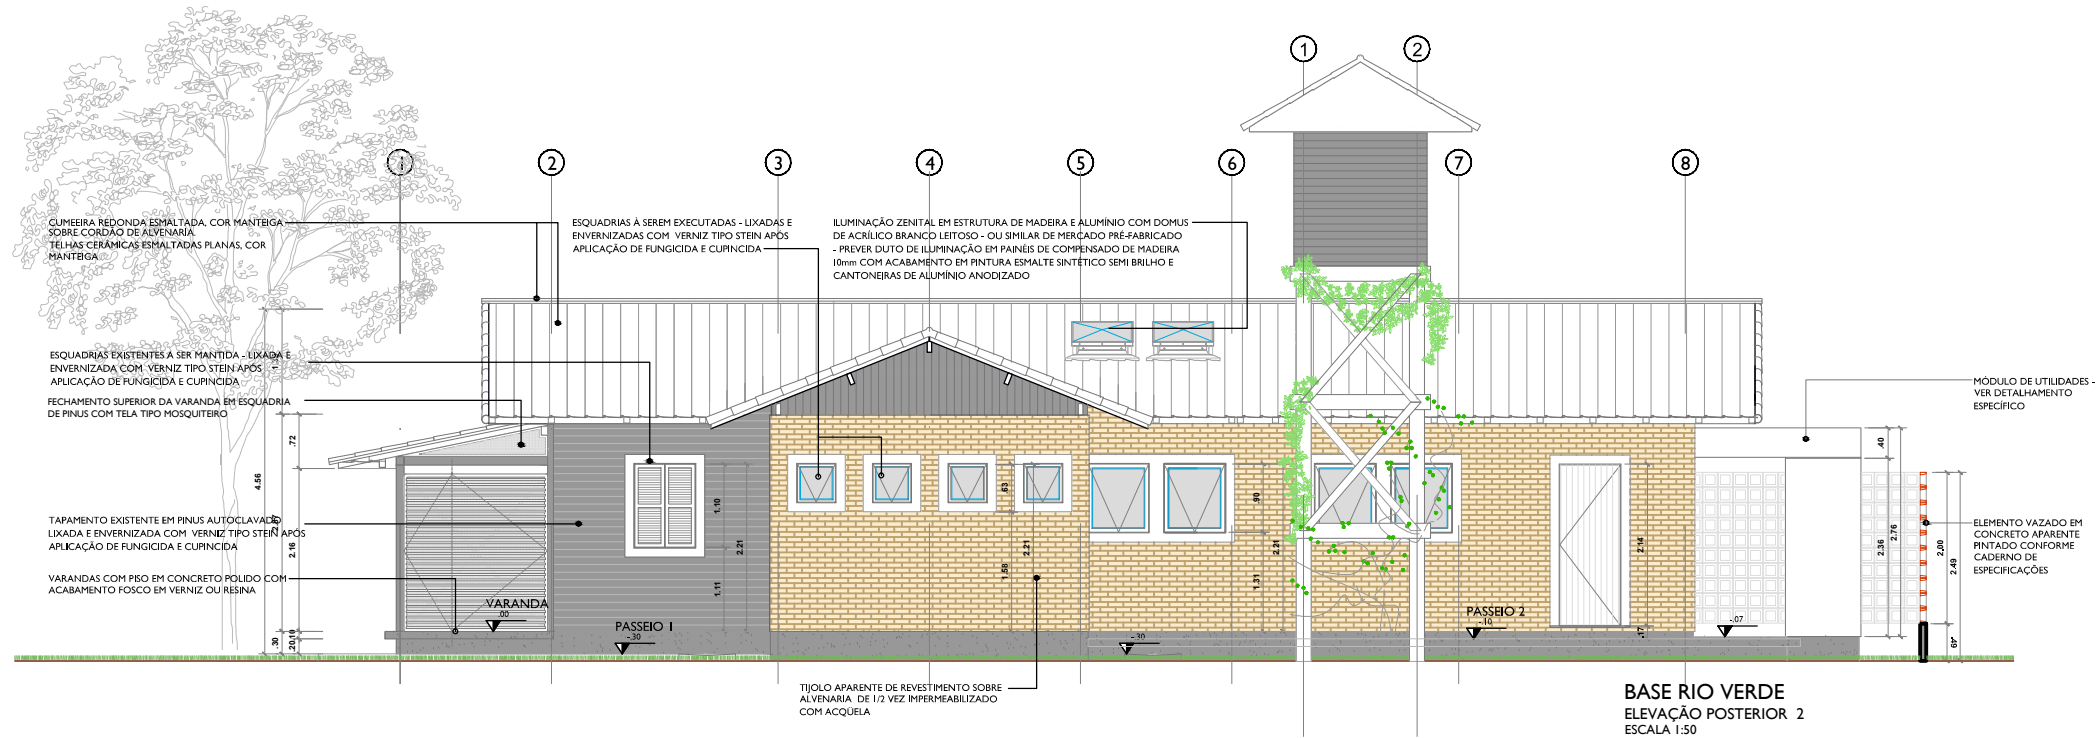 1
2
1
2
3
4
5
6
7
8
CUMEEIRA REDONDA ESMALTADA, COR MANTEIGA
SOBRE CORDÃO DE ALVENARIA
TELHAS CERÂMICAS ESMALTADAS PLANAS, COR
MANTEIGA
ESQUADRIAS À SEREM EXECUTADAS - LIXADAS E
ENVERNIZADAS COM VERNIZ TIPO STEIN APÓS
APLICAÇÃO DE FUNGICIDA E CUPINCIDA
ILUMINAÇÃO ZENITAL EM ESTRUTURA DE MADEIRA E ALUMÍNIO COM DOMUS
DE ACRÍLICO BRANCO LEITOSO - OU SIMILAR DE MERCADO PRÉ-FABRICADO
- PREVER DUTO DE ILUMINAÇÃO EM PAINÉIS DE COMPENSADO DE MADEIRA
10mm COM ACABAMENTO EM PINTURA ESMALTE SINTÉTICO SEMI BRILHO E
CANTONEIRAS DE ALUMÍNIO ANODIZADO
ESQUADRIAS EXISTENTES A SER MANTIDA - LIXADA E
ENVERNIZADA COM VERNIZ TIPO STEIN APÓS
APLICAÇÃO DE FUNGICIDA E CUPINCIDA
FECHAMENTO SUPERIOR DA VARANDA EM ESQUADRIA
DE PINUS COM TELA TIPO MOSQUITEIRO
TAPAMENTO EXISTENTE EM PINUS AUTOCLAVADO
LIXADA E ENVERNIZADA COM VERNIZ TIPO STEIN APÓS
APLICAÇÃO DE FUNGICIDA E CUPINCIDA
VARANDAS COM PISO EM CONCRETO POLIDO COM
ACABAMENTO FOSCO EM VERNIZ OU RESINA
MÓDULO DE UTILIDADES -
VER DETALHAMENTO
ESPECÍFICO
ELEMENTO VAZADO EM
CONCRETO APARENTE
PINTADO CONFORME
CADERNO DE
ESPECIFICAÇÕES
4.56
.72
2.16
.30
.20
.10
1.10
1.11
2.21
.63
1.58
2.21
.90
1.31
2.21
2.14
.17
.40
2.36
2.76
2,00
2.49
.49
VARANDA
.00
PASSEIO 1
-.30
-.30
PASSEIO 2
-.10
-.07
TIJOLO APARENTE DE REVESTIMENTO SOBRE
ALVENARIA DE 1/2 VEZ IMPERMEABILIZADO
COM ACQÜELA
BASE RIO VERDE
ELEVAÇÃO POSTERIOR 2
ESCALA 1:50